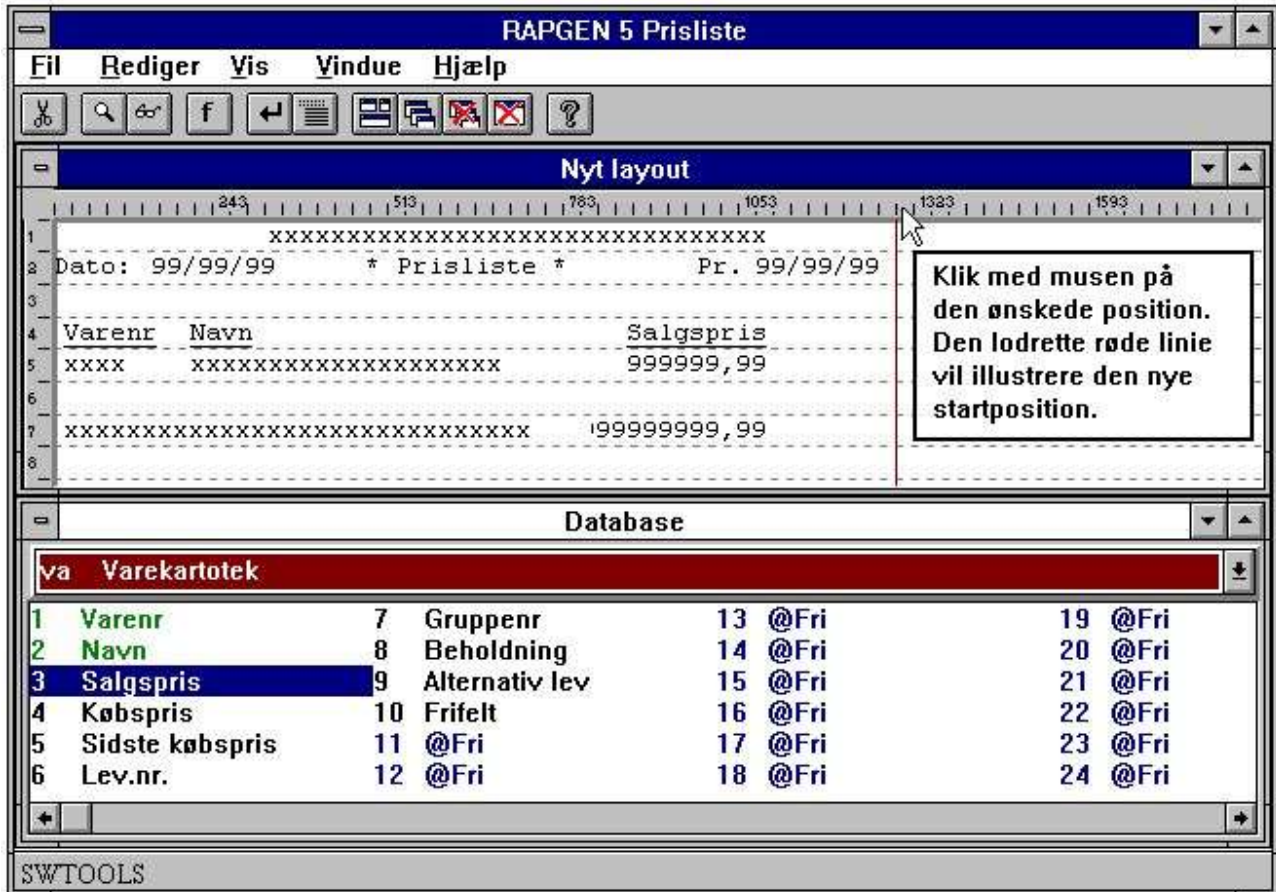 RAPGEN 5 Prisliste
Fil Rediger Vis Vindue Hjælp
f ?
Nyt layout
243 513 783 1053 1323 1593
1 xxxxxxxxxxxxxxxxxxxxxxxxxxxxxxxx
2 Dato: 99/99/99 * Prisliste * Pr. 99/99/99
3
4 Varenr Navn Salgspris
5 xxxx xxxxxxxxxxxxxxxxxxxx 999999,99
6
7 xxxxxxxxxxxxxxxxxxxxxxxxxxxxxx 99999999,99
8
Klik med musen på
den ønskede position.
Den lodrette røde linie
vil illustrere den nye
startposition.
Database
va Varekartotek
1 Varenr 7 Gruppenr 13 @Fri 19 @Fri
2 Navn 8 Beholdning 14 @Fri 20 @Fri
3 Salgspris 9 Alternativ lev 15 @Fri 21 @Fri
4 Købspris 10 Frifelt 16 @Fri 22 @Fri
5 Sidste købspris 11 @Fri 17 @Fri 23 @Fri
6 Lev.nr. 12 @Fri 18 @Fri 24 @Fri
SWTOOLS